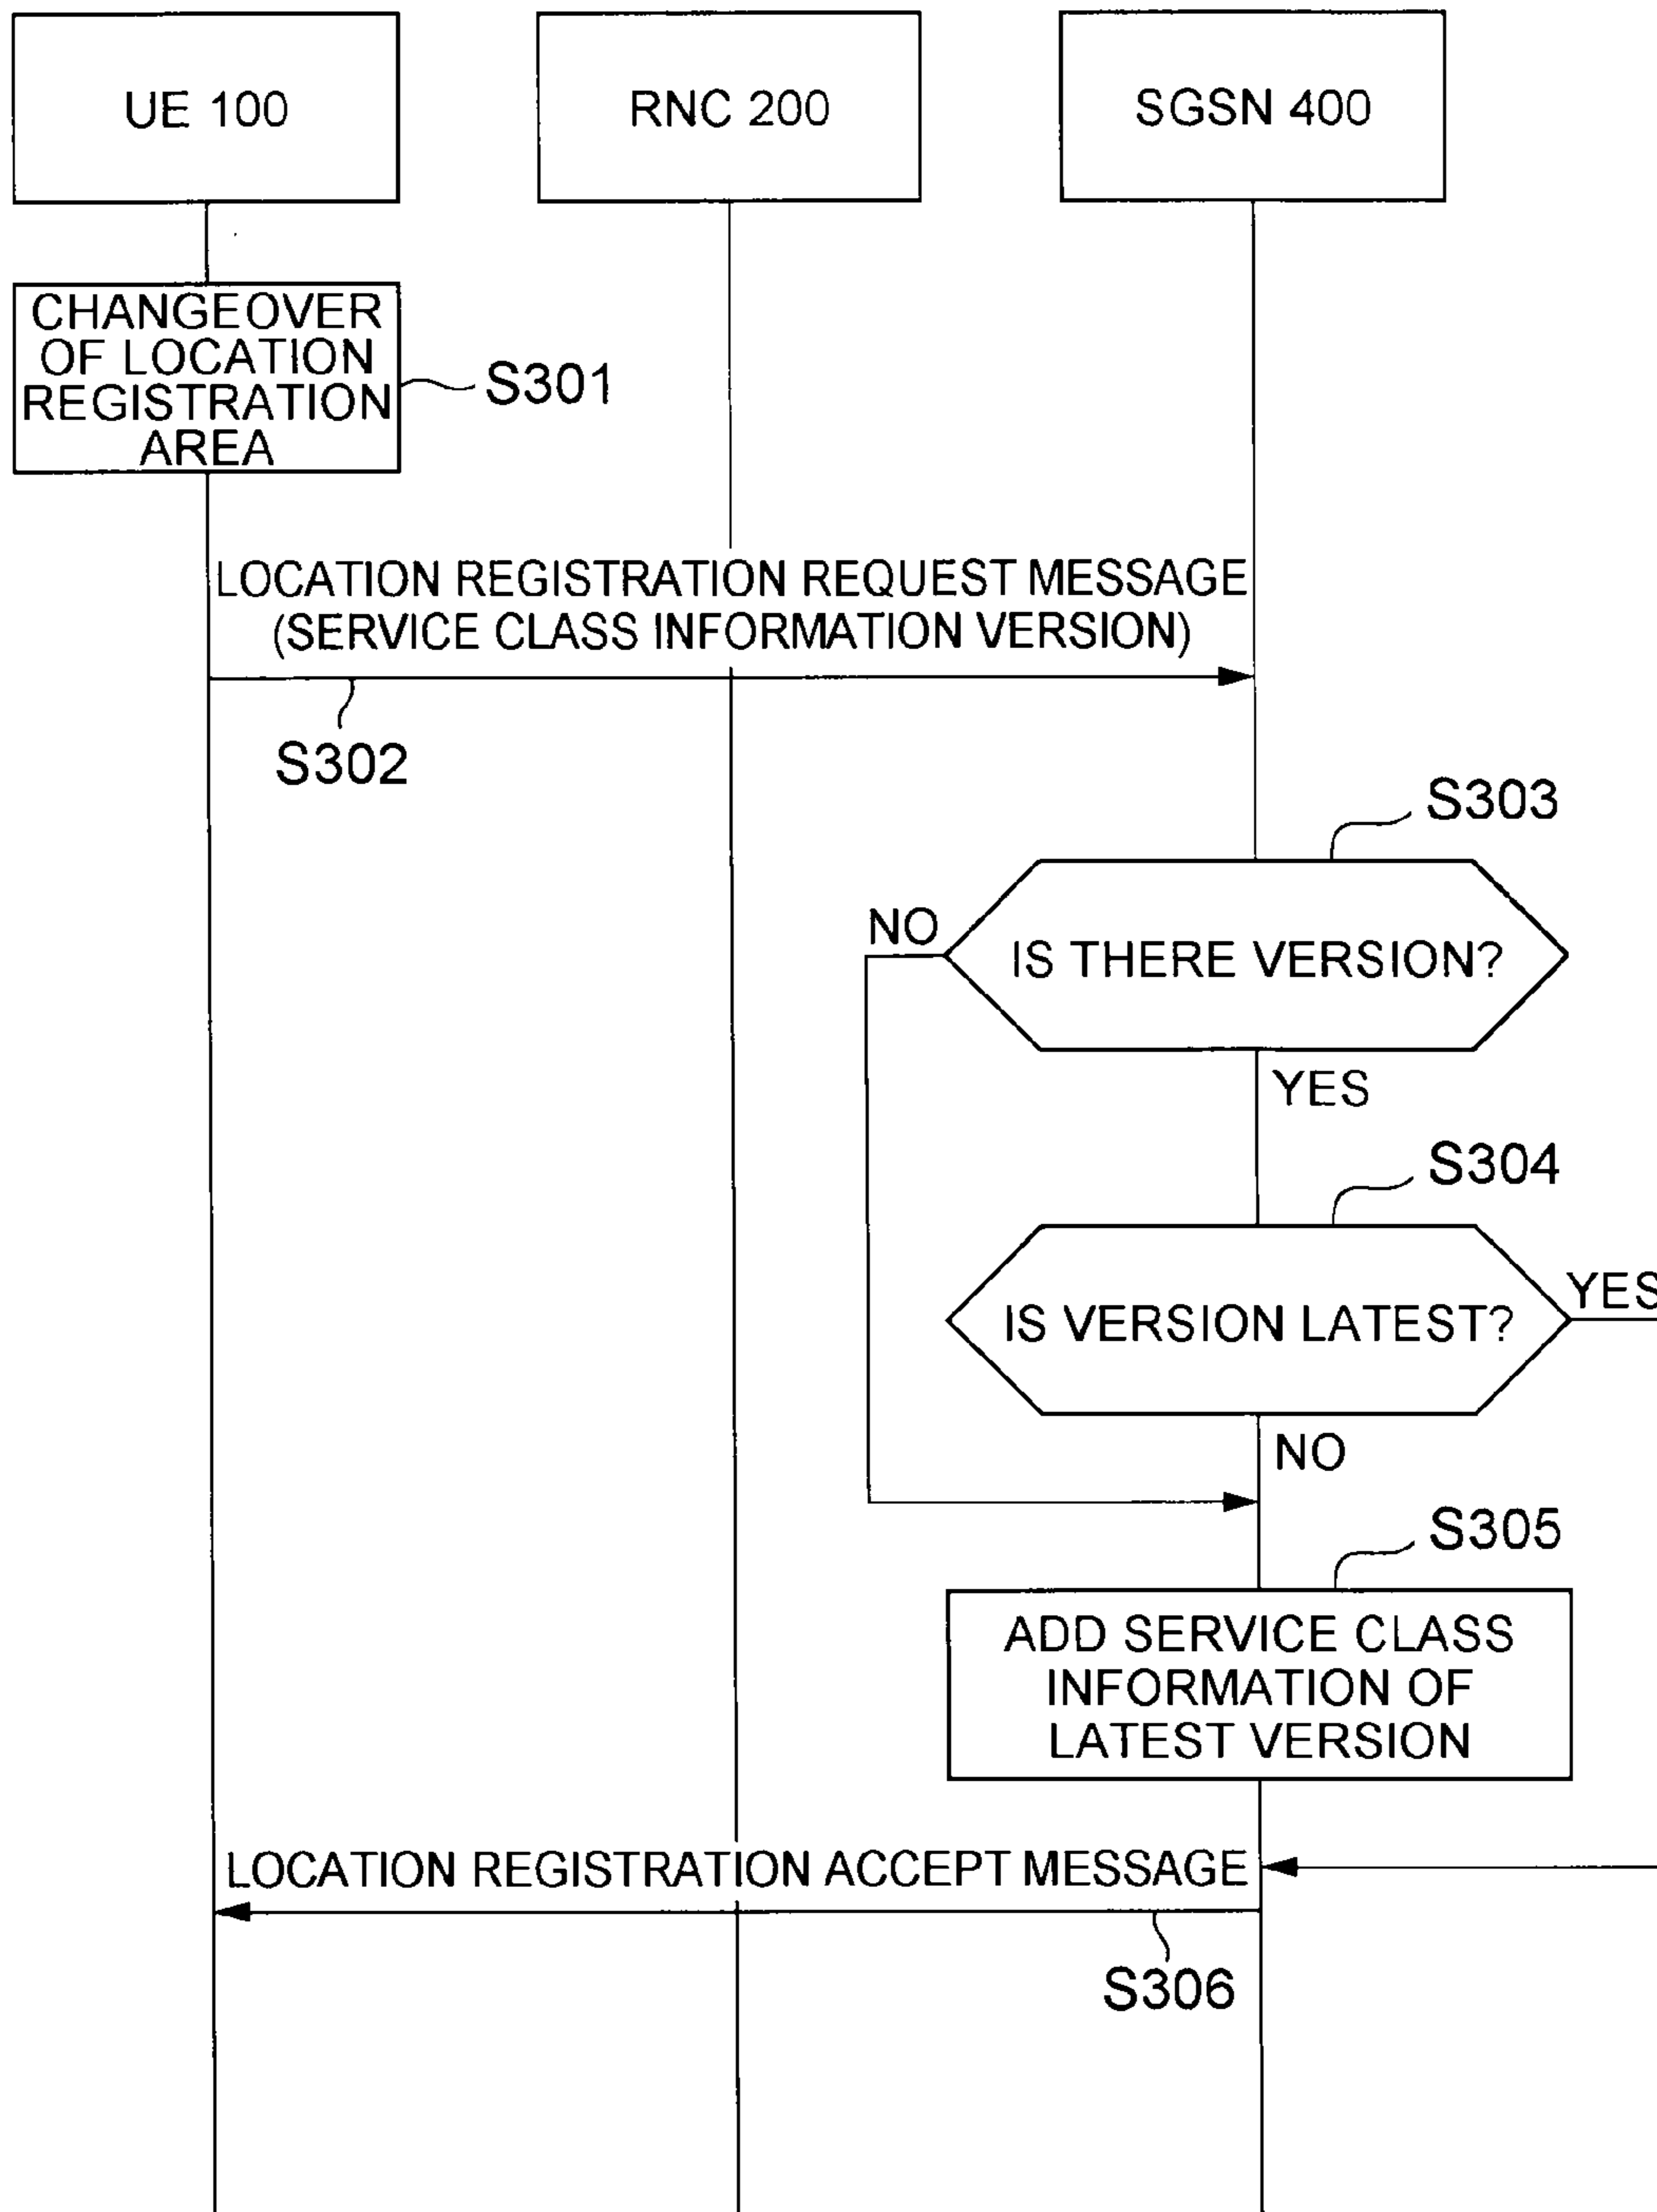 UE 100
RNC 200
SGSN 400
CHANGEOVER
OF LOCATION
REGISTRATION
AREA
S301
LOCATION REGISTRATION REQUEST MESSAGE
(SERVICE CLASS INFORMATION VERSION)
S302
S303
NO
IS THERE VERSION?
YES
S304
YES
IS VERSION LATEST?
NO
S305
ADD SERVICE CLASS
INFORMATION OF
LATEST VERSION
LOCATION REGISTRATION ACCEPT MESSAGE
S306